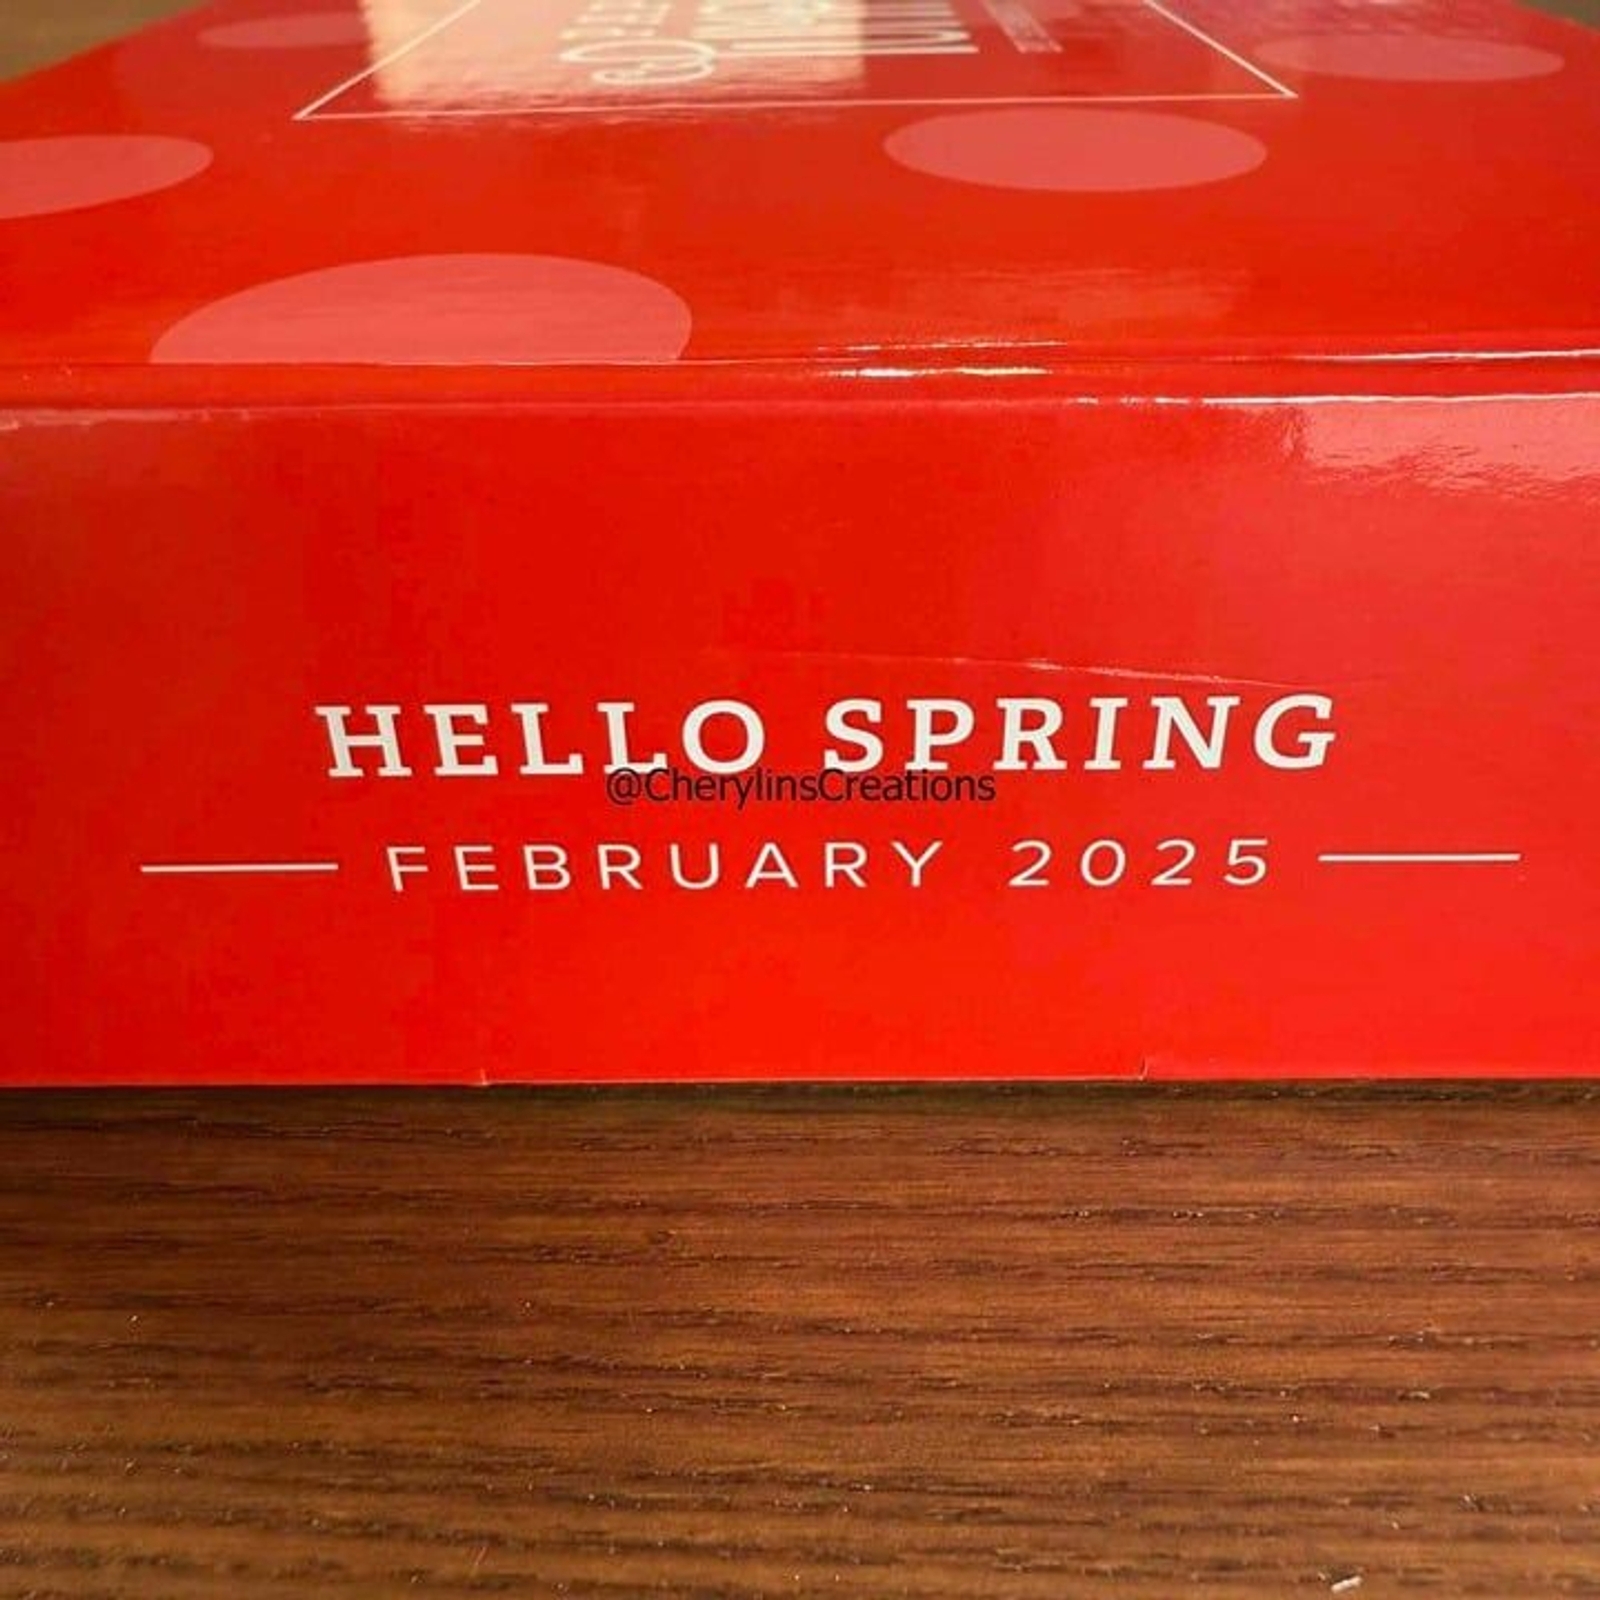 HELLO SPRING
@CherylinsCreations
FEBRUARY 2025